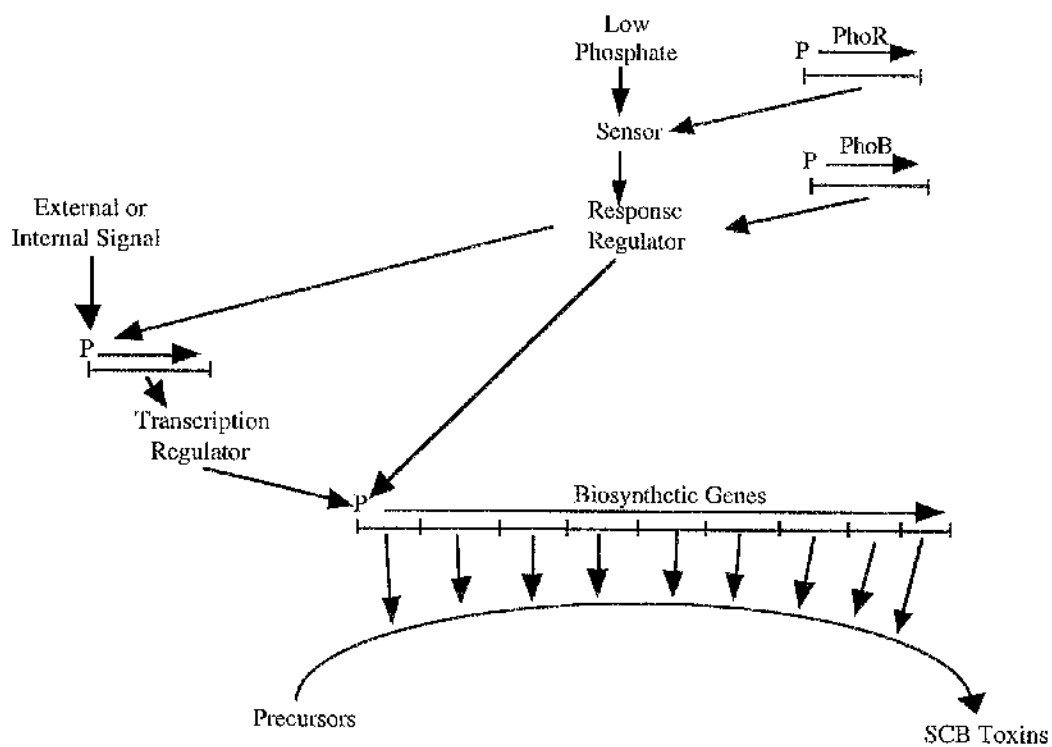 Low
Phosphate
P PhoR
Sensor
P PhoB
External or
Internal Signal
Response
Regulator
P
Transcription
Regulator
P
Biosynthetic Genes
Precursors
SCB Toxins